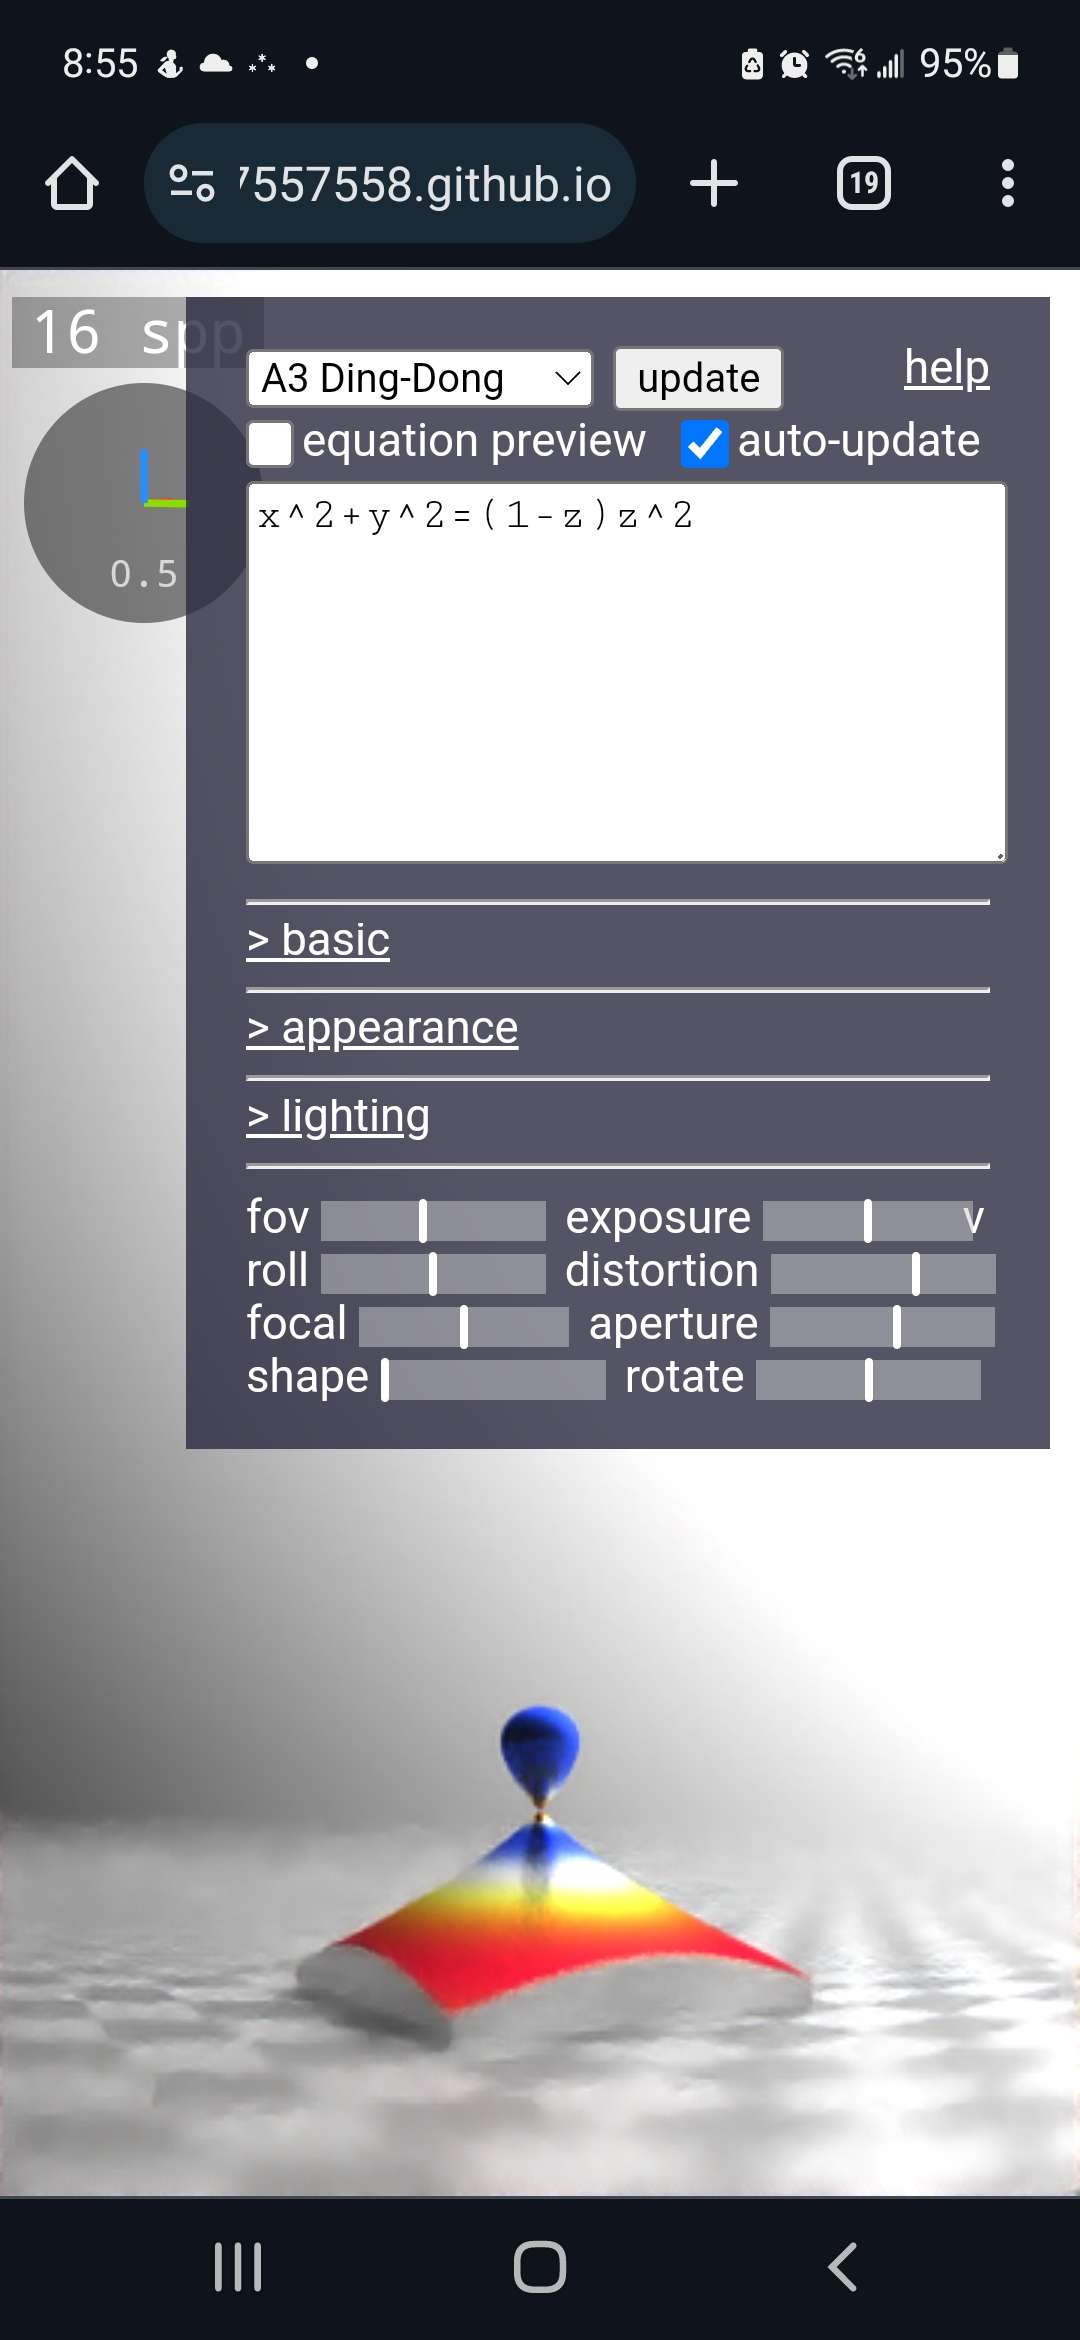 8:55 95%
7557558.github.io 19
16 spp
A3 Ding-Dong update help
equation preview auto-update
x^2+y^2=(1-z)z^2
0.5
> basic
> appearance
> lighting
fov exposure v
roll distortion
focal aperture
shape rotate